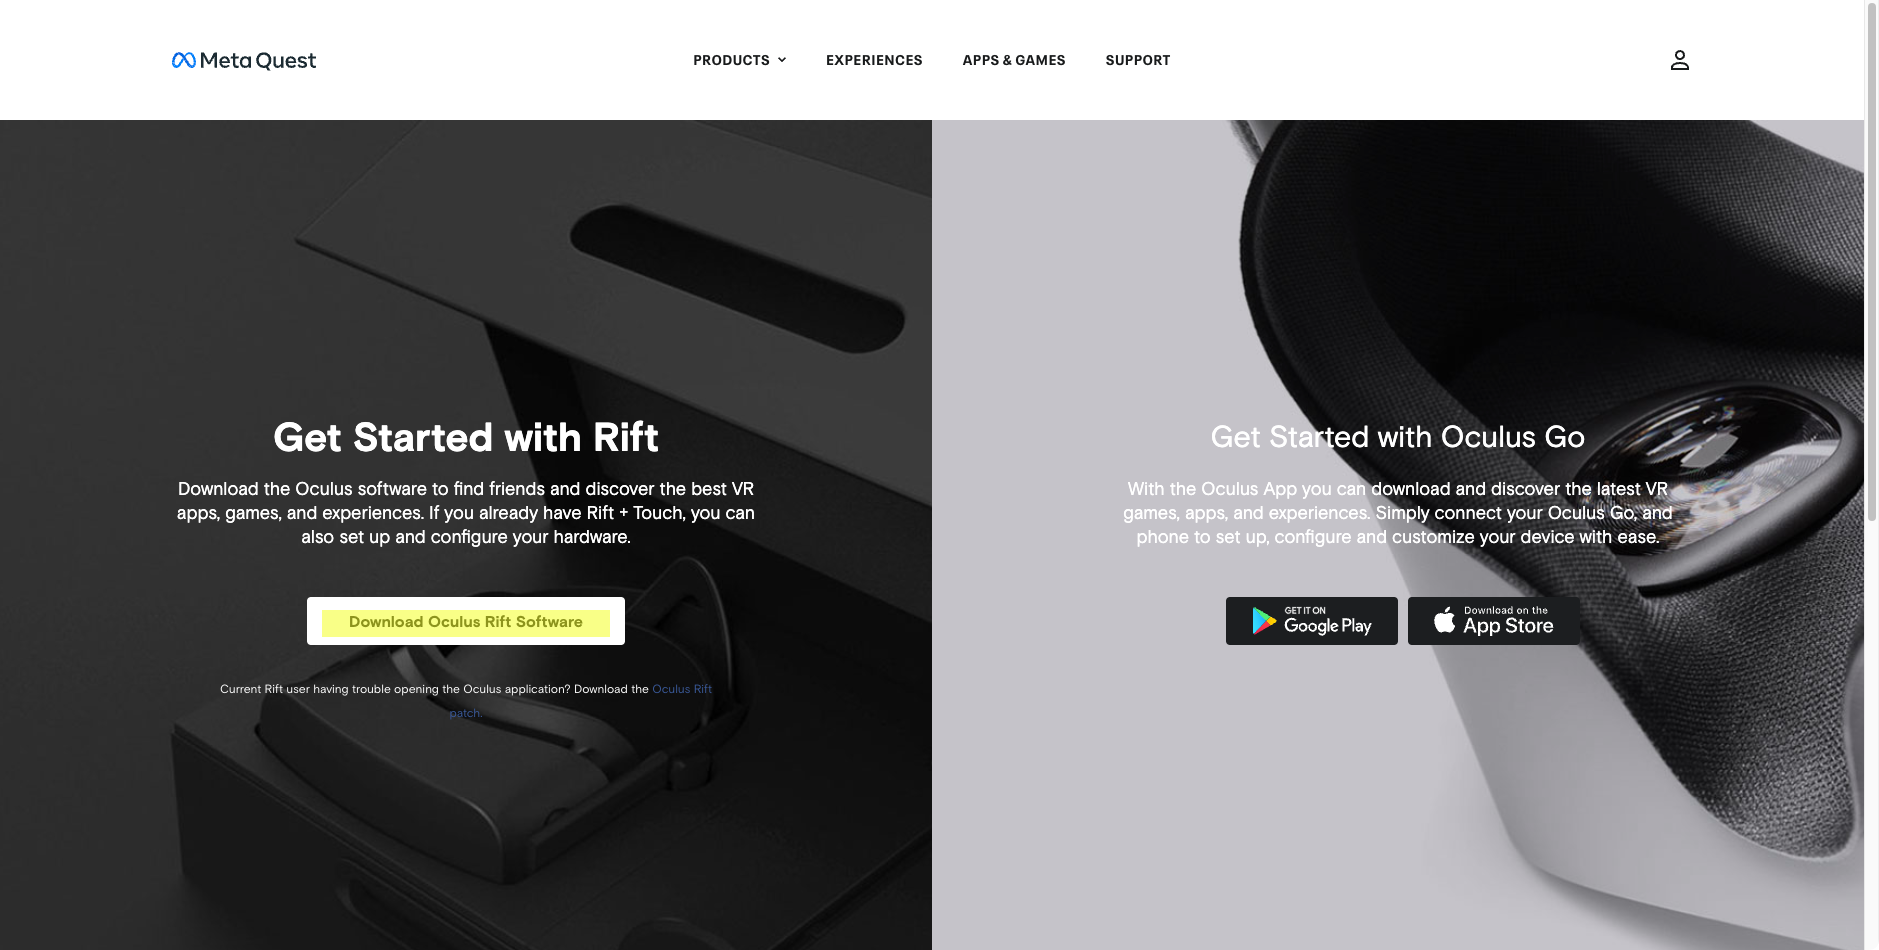 Meta Quest
PRODUCTS
EXPERIENCES
APPS & GAMES
SUPPORT
Get Started with Rift
Download the Oculus software to find friends and discover the best VR
apps, games, and experiences. If you already have Rift + Touch, you can
also set up and configure your hardware.
Download Oculus Rift Software
Current Rift user having trouble opening the Oculus application? Download the Oculus Rift
patch.
Get Started with Oculus Go
With the Oculus App you can download and discover the latest VR
games, apps, and experiences. Simply connect your Oculus Go, and
phone to set up, configure and customize your device with ease.
GET IT ON
Google Play
Download on the
App Store